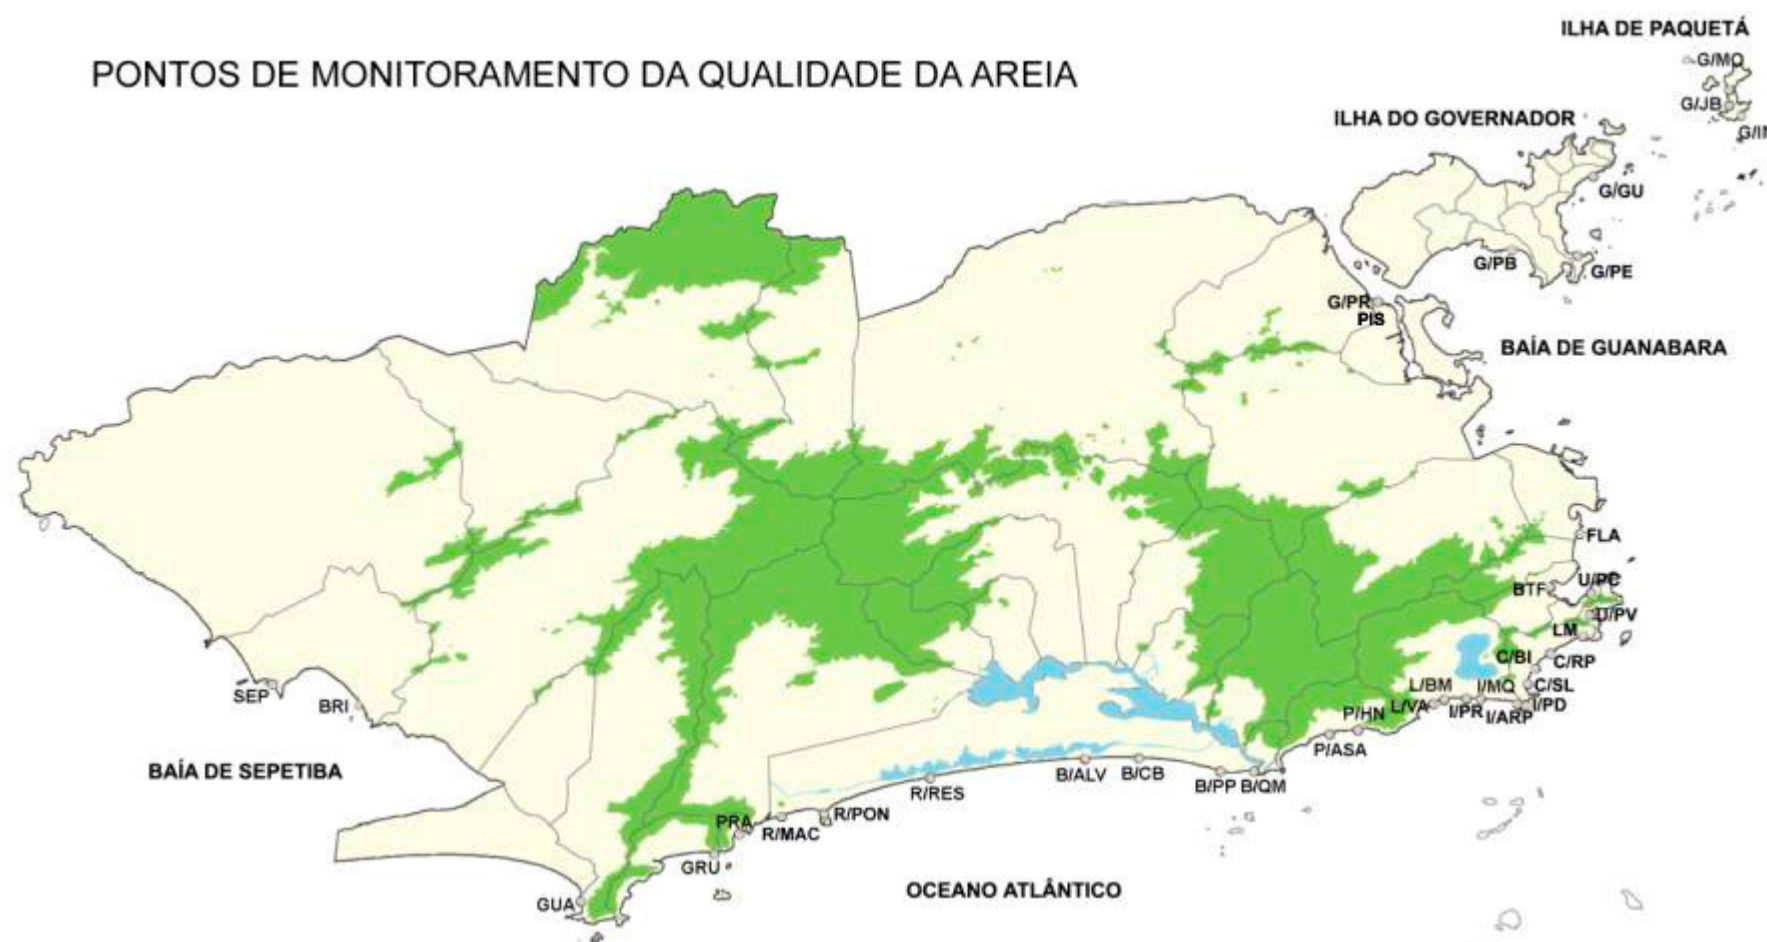 ILHA DE PAQUETÁ
G/MO
PONTOS DE MONITORAMENTO DA QUALIDADE DA AREIA
G/JB
ILHA DO GOVERNADOR
G/GU
G/PB
G/PE
G/PR
PIS
BAÍA DE GUANABARA
FLA
U/PC
BTF
U/PV
LM
C/BI
C/RP
L/BM
I/MQ
C/SL
SEP
BRI
L/VA
I/PR
I/ARP
I/PD
P/HN
P/ASA
BAÍA DE SEPETIBA
B/ALV
B/CB
B/PP
B/QM
R/RES
R/PON
PRA
R/MAC
GRU
OCEANO ATLÂNTICO
GUA